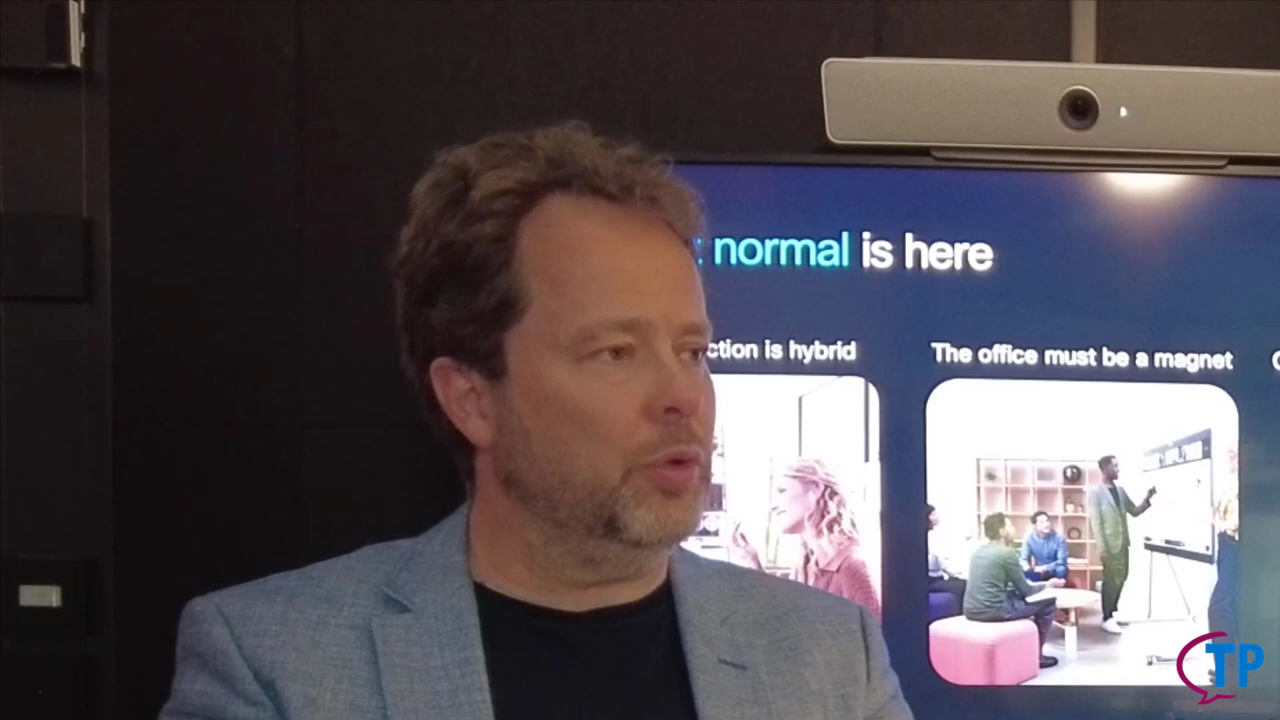 normal is here
ction is hybrid
The office must be a magnet
TP